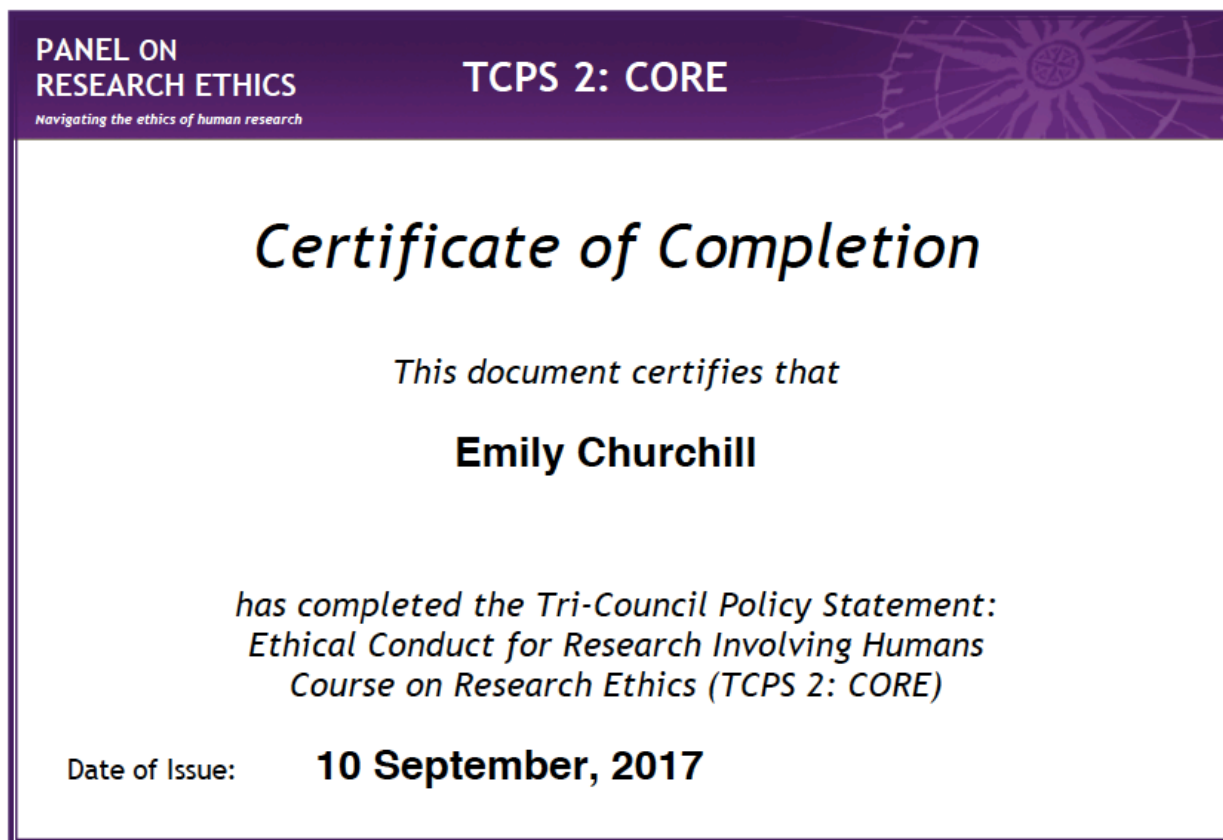 PANEL ON
RESEARCH ETHICS
Navigating the ethics of human research
TCPS 2: CORE
Certificate of Completion
This document certifies that
Emily Churchill
has completed the Tri-Council Policy Statement:
Ethical Conduct for Research Involving Humans
Course on Research Ethics (TCPS 2: CORE)
Date of Issue: 10 September, 2017